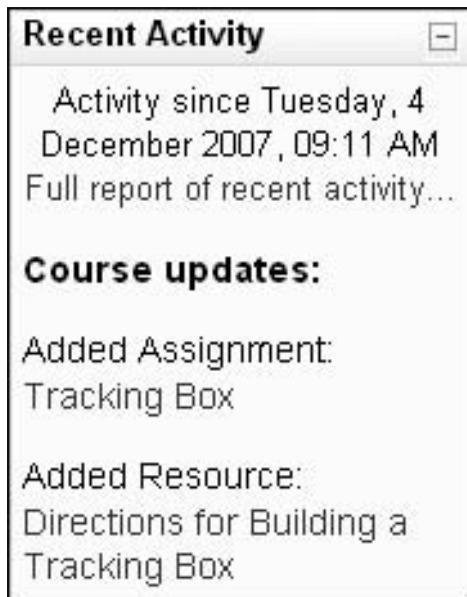 Recent Activity
Activity since Tuesday, 4
December 2007, 09:11 AM
Full report of recent activity...
Course updates:
Added Assignment:
Tracking Box
Added Resource:
Directions for Building a
Tracking Box